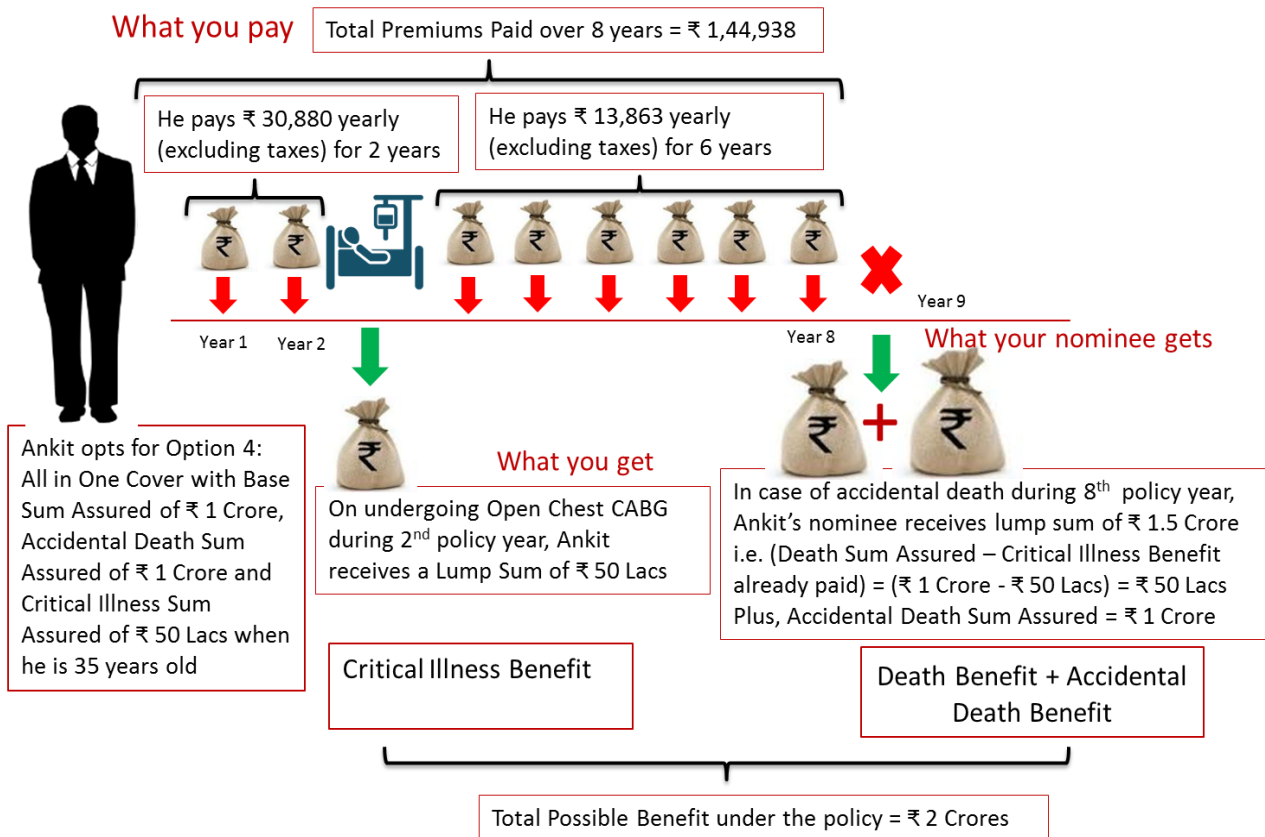 What you pay
Total Premiums Paid over 8 years = ₹ 1,44,938
He pays ₹ 30,880 yearly
(excluding taxes) for 2 years
He pays ₹ 13,863 yearly
(excluding taxes) for 6 years
₹
₹
₹
₹
₹
₹
₹
₹
Year 1
Year 2
Year 8
Year 9
What your nominee gets
₹
₹
+
₹
Ankit opts for Option 4:
All in One Cover with Base
Sum Assured of ₹ 1 Crore,
Accidental Death Sum
Assured of ₹ 1 Crore and
Critical Illness Sum
Assured of ₹ 50 Lacs when
he is 35 years old
What you get
On undergoing Open Chest CABG
during 2nd policy year, Ankit
receives a Lump Sum of ₹ 50 Lacs
In case of accidental death during 8th policy year,
Ankit's nominee receives lump sum of ₹ 1.5 Crore
i.e. (Death Sum Assured – Critical Illness Benefit
already paid) = (₹ 1 Crore - ₹ 50 Lacs) = ₹ 50 Lacs
Plus, Accidental Death Sum Assured = ₹ 1 Crore
Critical Illness Benefit
Death Benefit + Accidental
Death Benefit
Total Possible Benefit under the policy = ₹ 2 Crores